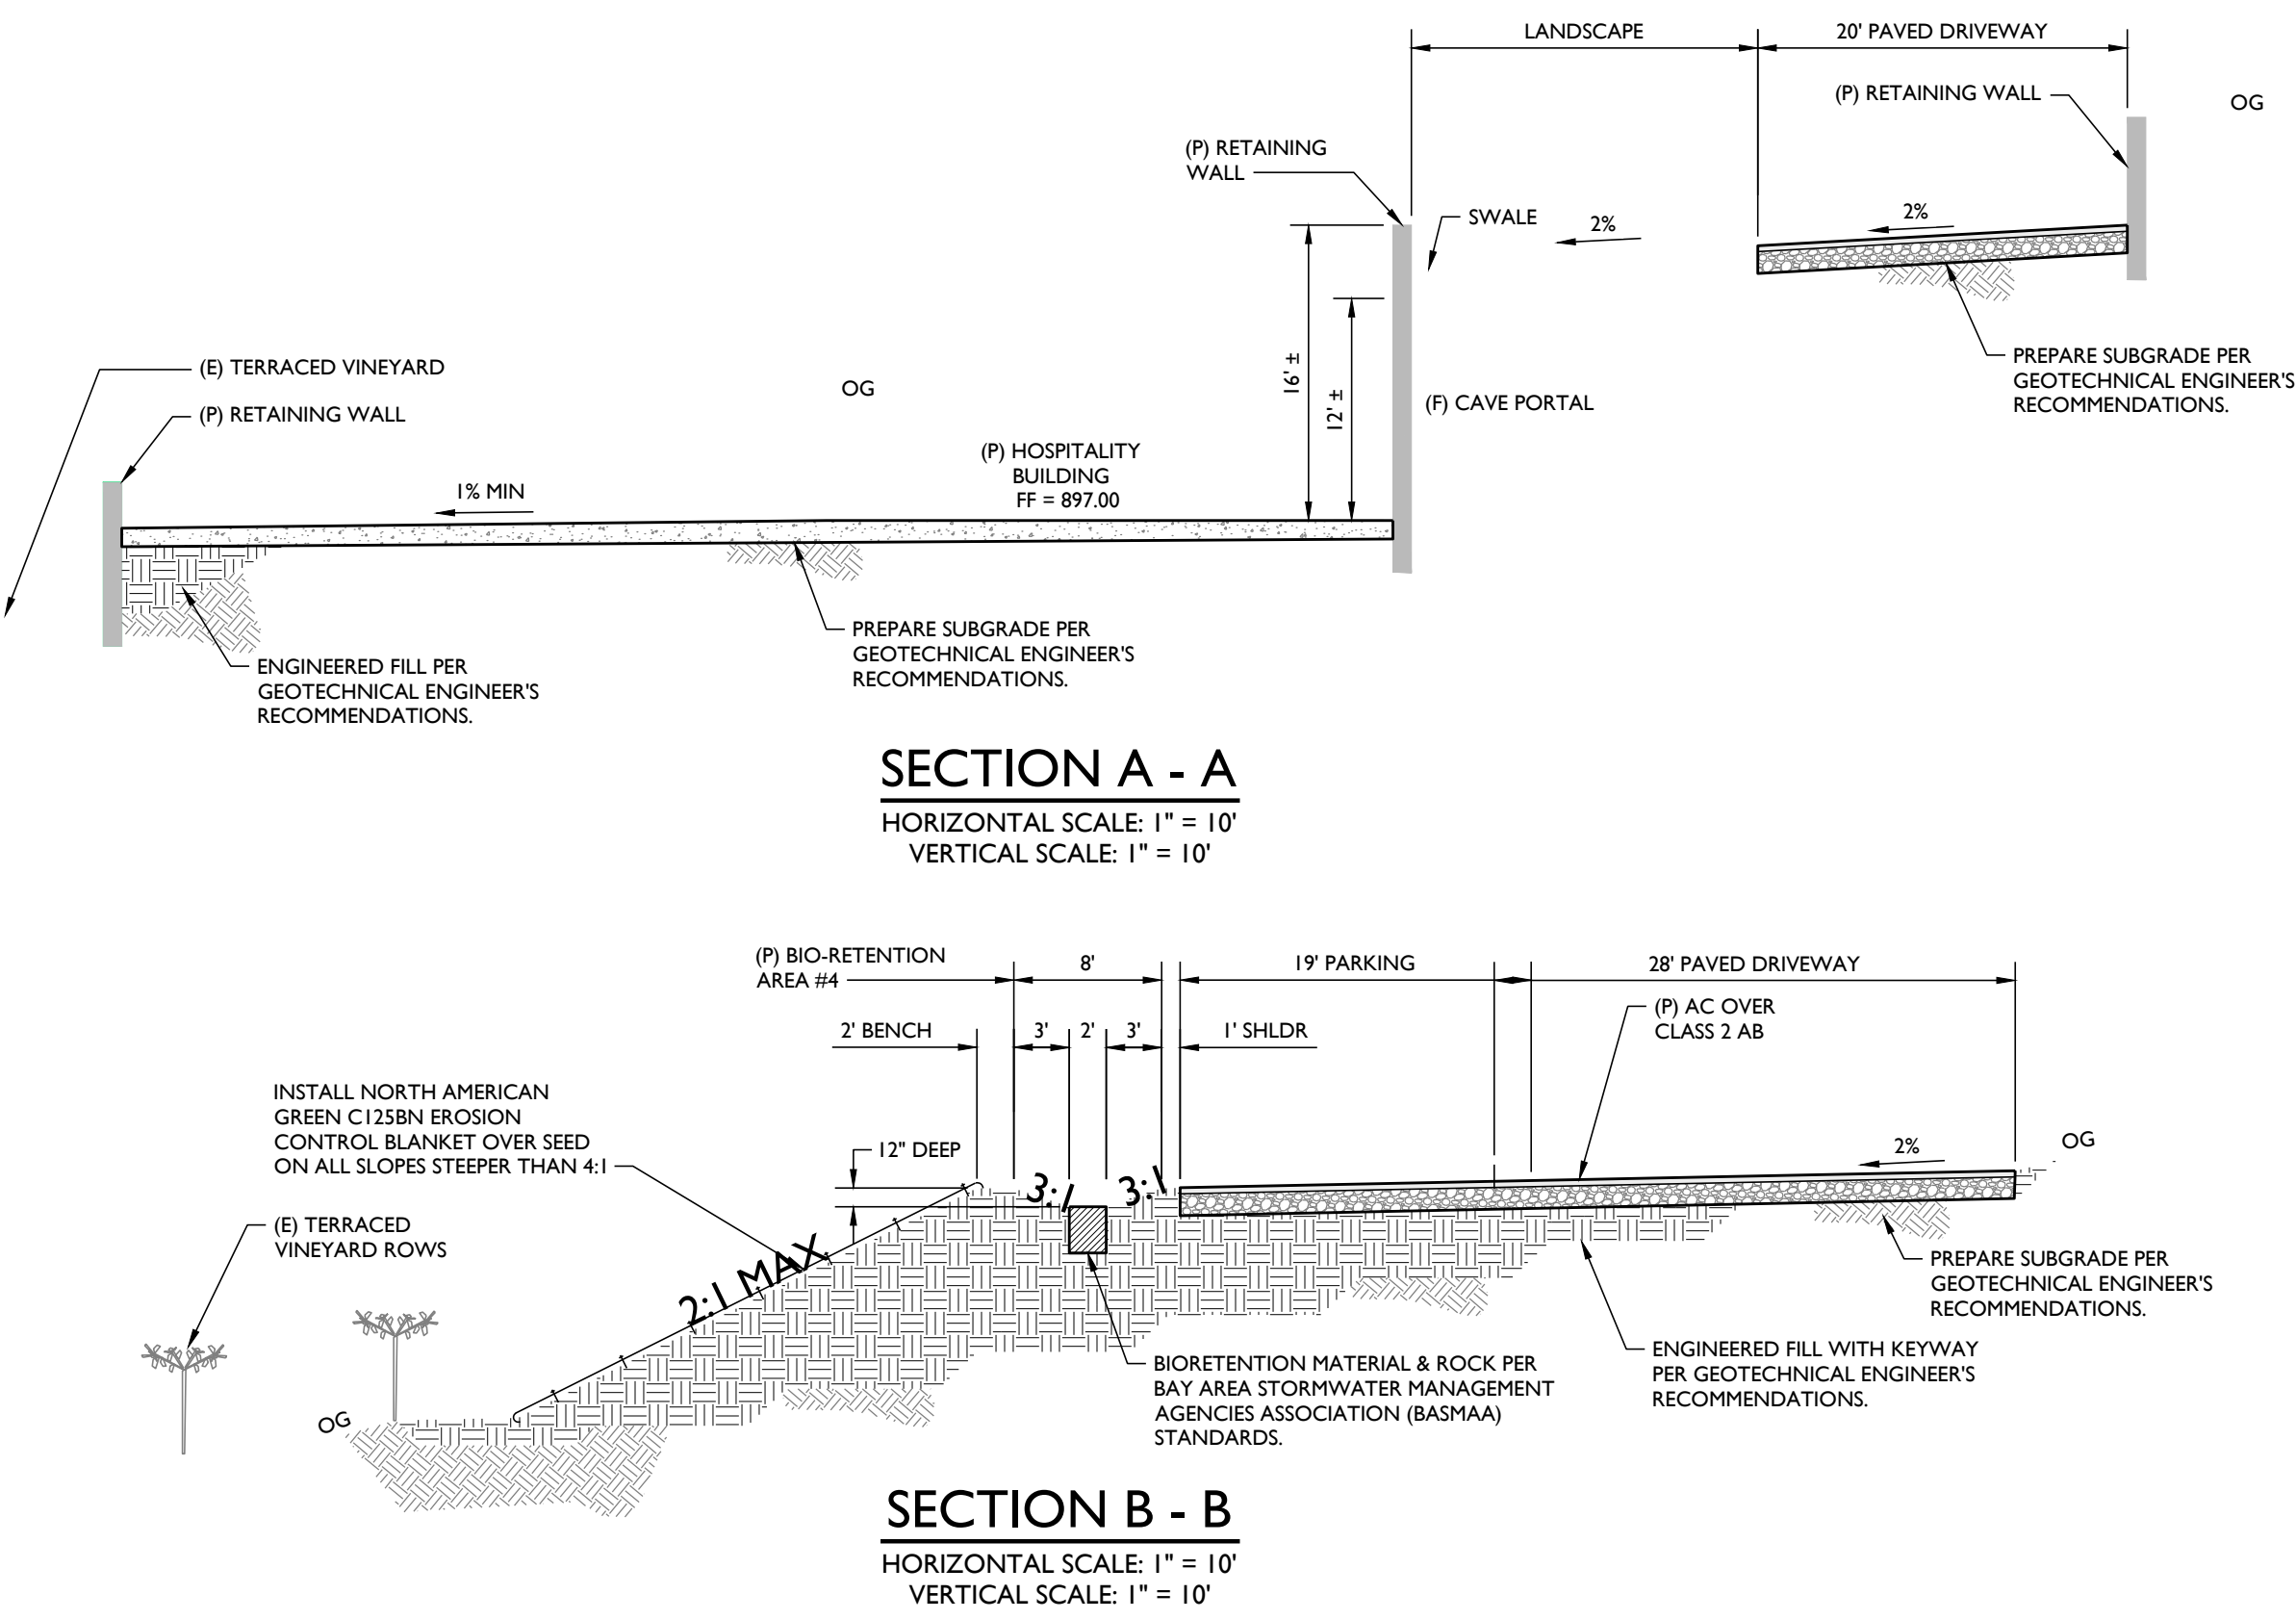 LANDSCAPE
20' PAVED DRIVEWAY
(P) RETAINING WALL
OG
(P) RETAINING
WALL
SWALE
2%
2%
16' ±
12' ±
(F) CAVE PORTAL
PREPARE SUBGRADE PER
GEOTECHNICAL ENGINEER'S
RECOMMENDATIONS.
(E) TERRACED VINEYARD
(P) RETAINING WALL
OG
1% MIN
(P) HOSPITALITY
BUILDING
FF = 897.00
ENGINEERED FILL PER
GEOTECHNICAL ENGINEER'S
RECOMMENDATIONS.
PREPARE SUBGRADE PER
GEOTECHNICAL ENGINEER'S
RECOMMENDATIONS.
SECTION A - A
HORIZONTAL SCALE: 1" = 10'
VERTICAL SCALE: 1" = 10'
(P) BIO-RETENTION
AREA #4
8'
19' PARKING
28' PAVED DRIVEWAY
(P) AC OVER
CLASS 2 AB
2' BENCH
3'
2'
3'
1' SHLDR
INSTALL NORTH AMERICAN
GREEN C125BN EROSION
CONTROL BLANKET OVER SEED
ON ALL SLOPES STEEPER THAN 4:1
12" DEEP
3:1
3:1
2%
OG
(E) TERRACED
VINEYARD ROWS
2:1 MAX
OG
PREPARE SUBGRADE PER
GEOTECHNICAL ENGINEER'S
RECOMMENDATIONS.
ENGINEERED FILL WITH KEYWAY
PER GEOTECHNICAL ENGINEER'S
RECOMMENDATIONS.
BIORETENTION MATERIAL & ROCK PER
BAY AREA STORMWATER MANAGEMENT
AGENCIES ASSOCIATION (BASMAA)
STANDARDS.
SECTION B - B
HORIZONTAL SCALE: 1" = 10'
VERTICAL SCALE: 1" = 10'